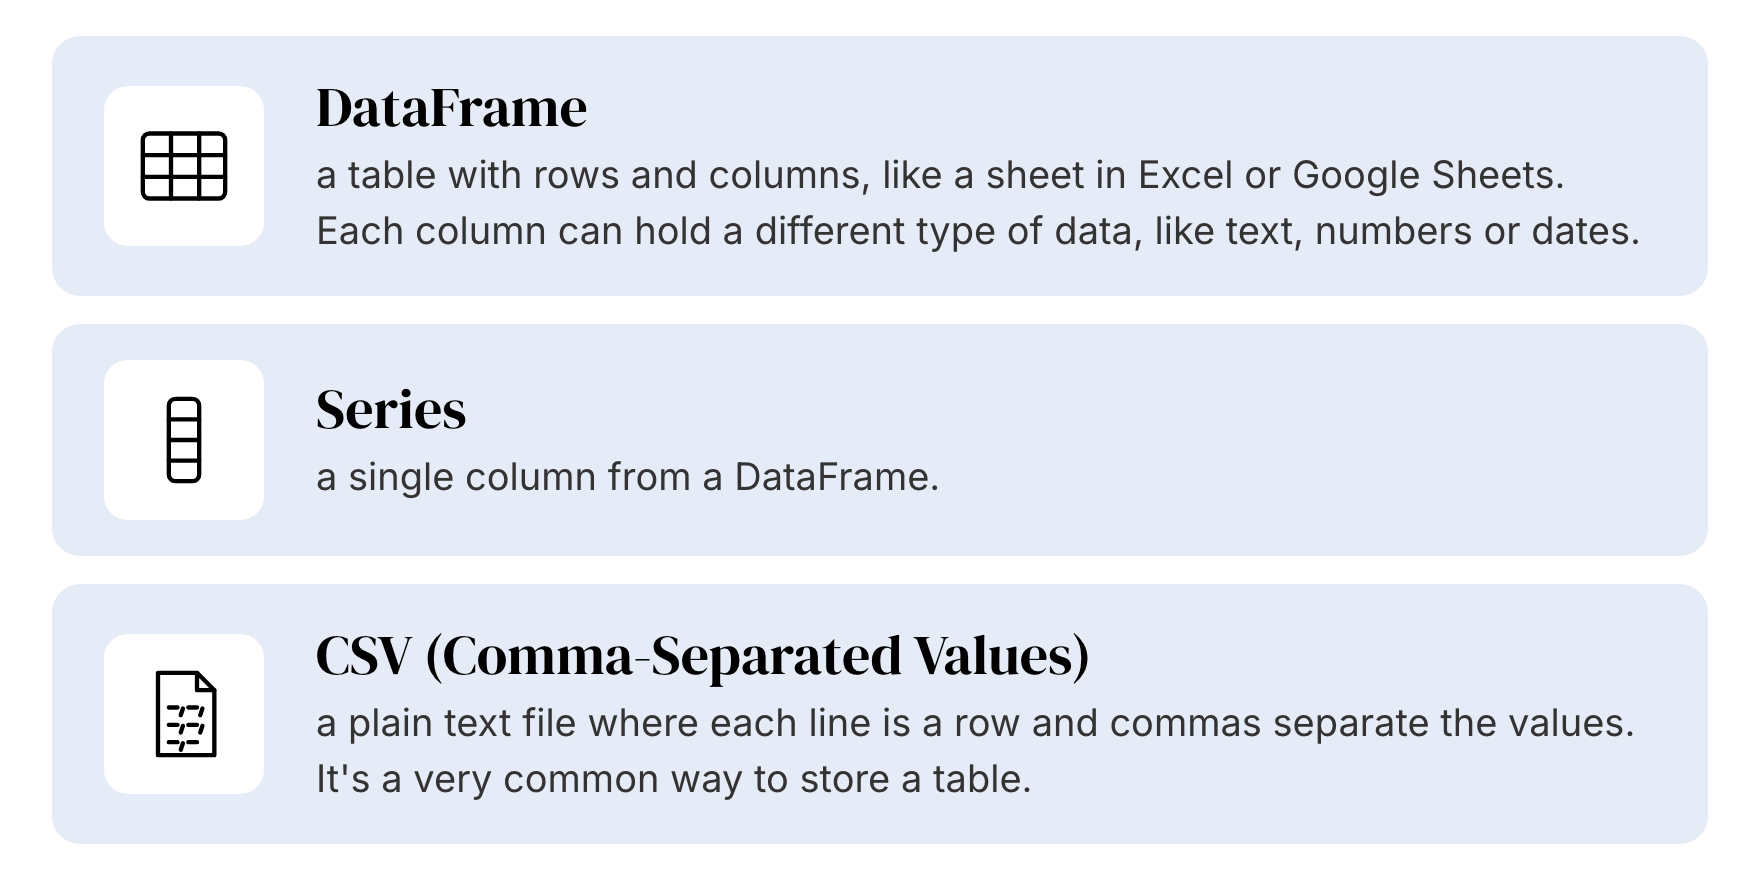 DataFrame
a table with rows and columns, like a sheet in Excel or Google Sheets.
Each column can hold a different type of data, like text, numbers or dates.
Series
a single column from a DataFrame.
CSV (Comma-Separated Values)
a plain text file where each line is a row and commas separate the values.
It's a very common way to store a table.